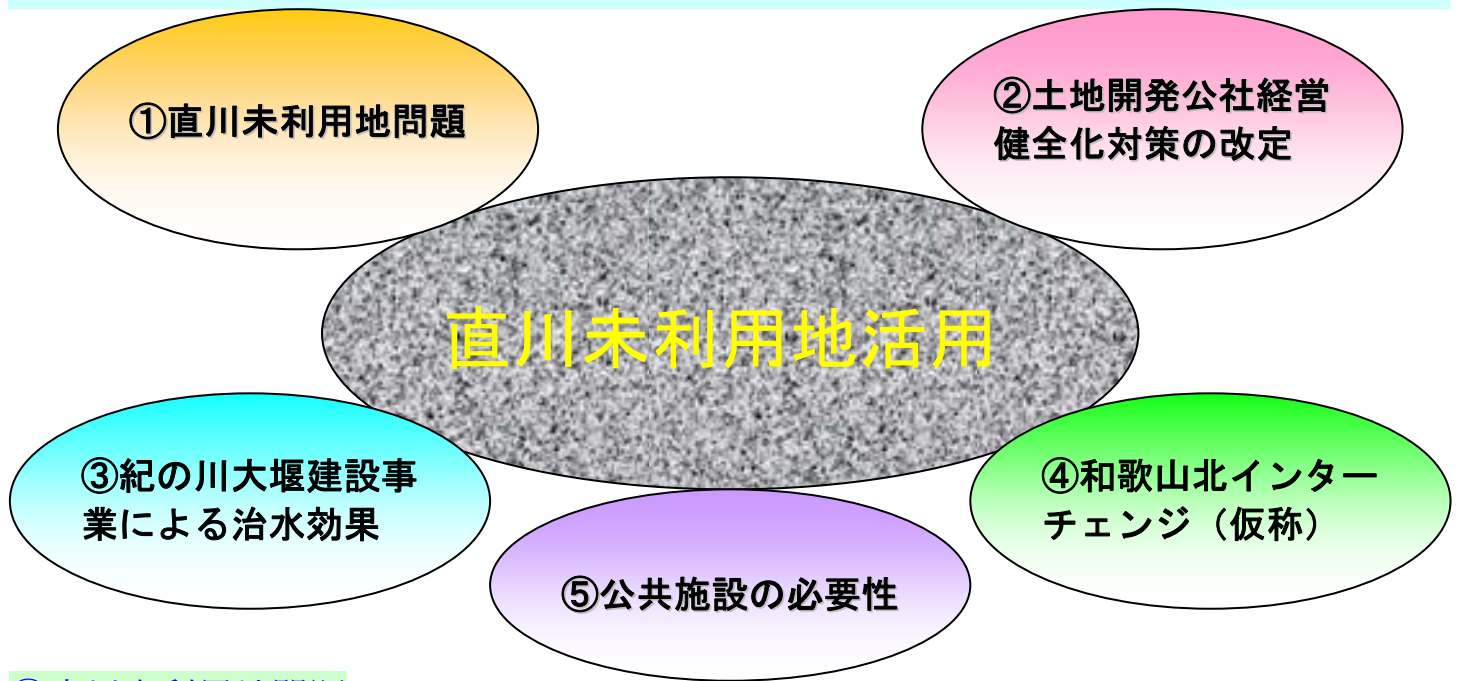 ①直川未利用地問題
②土地開発公社経営
健全化対策の改定
直川未利用地活用
③紀の川大堰建設事
業による治水効果
④和歌山北インター
チェンジ（仮称）
⑤公共施設の必要性